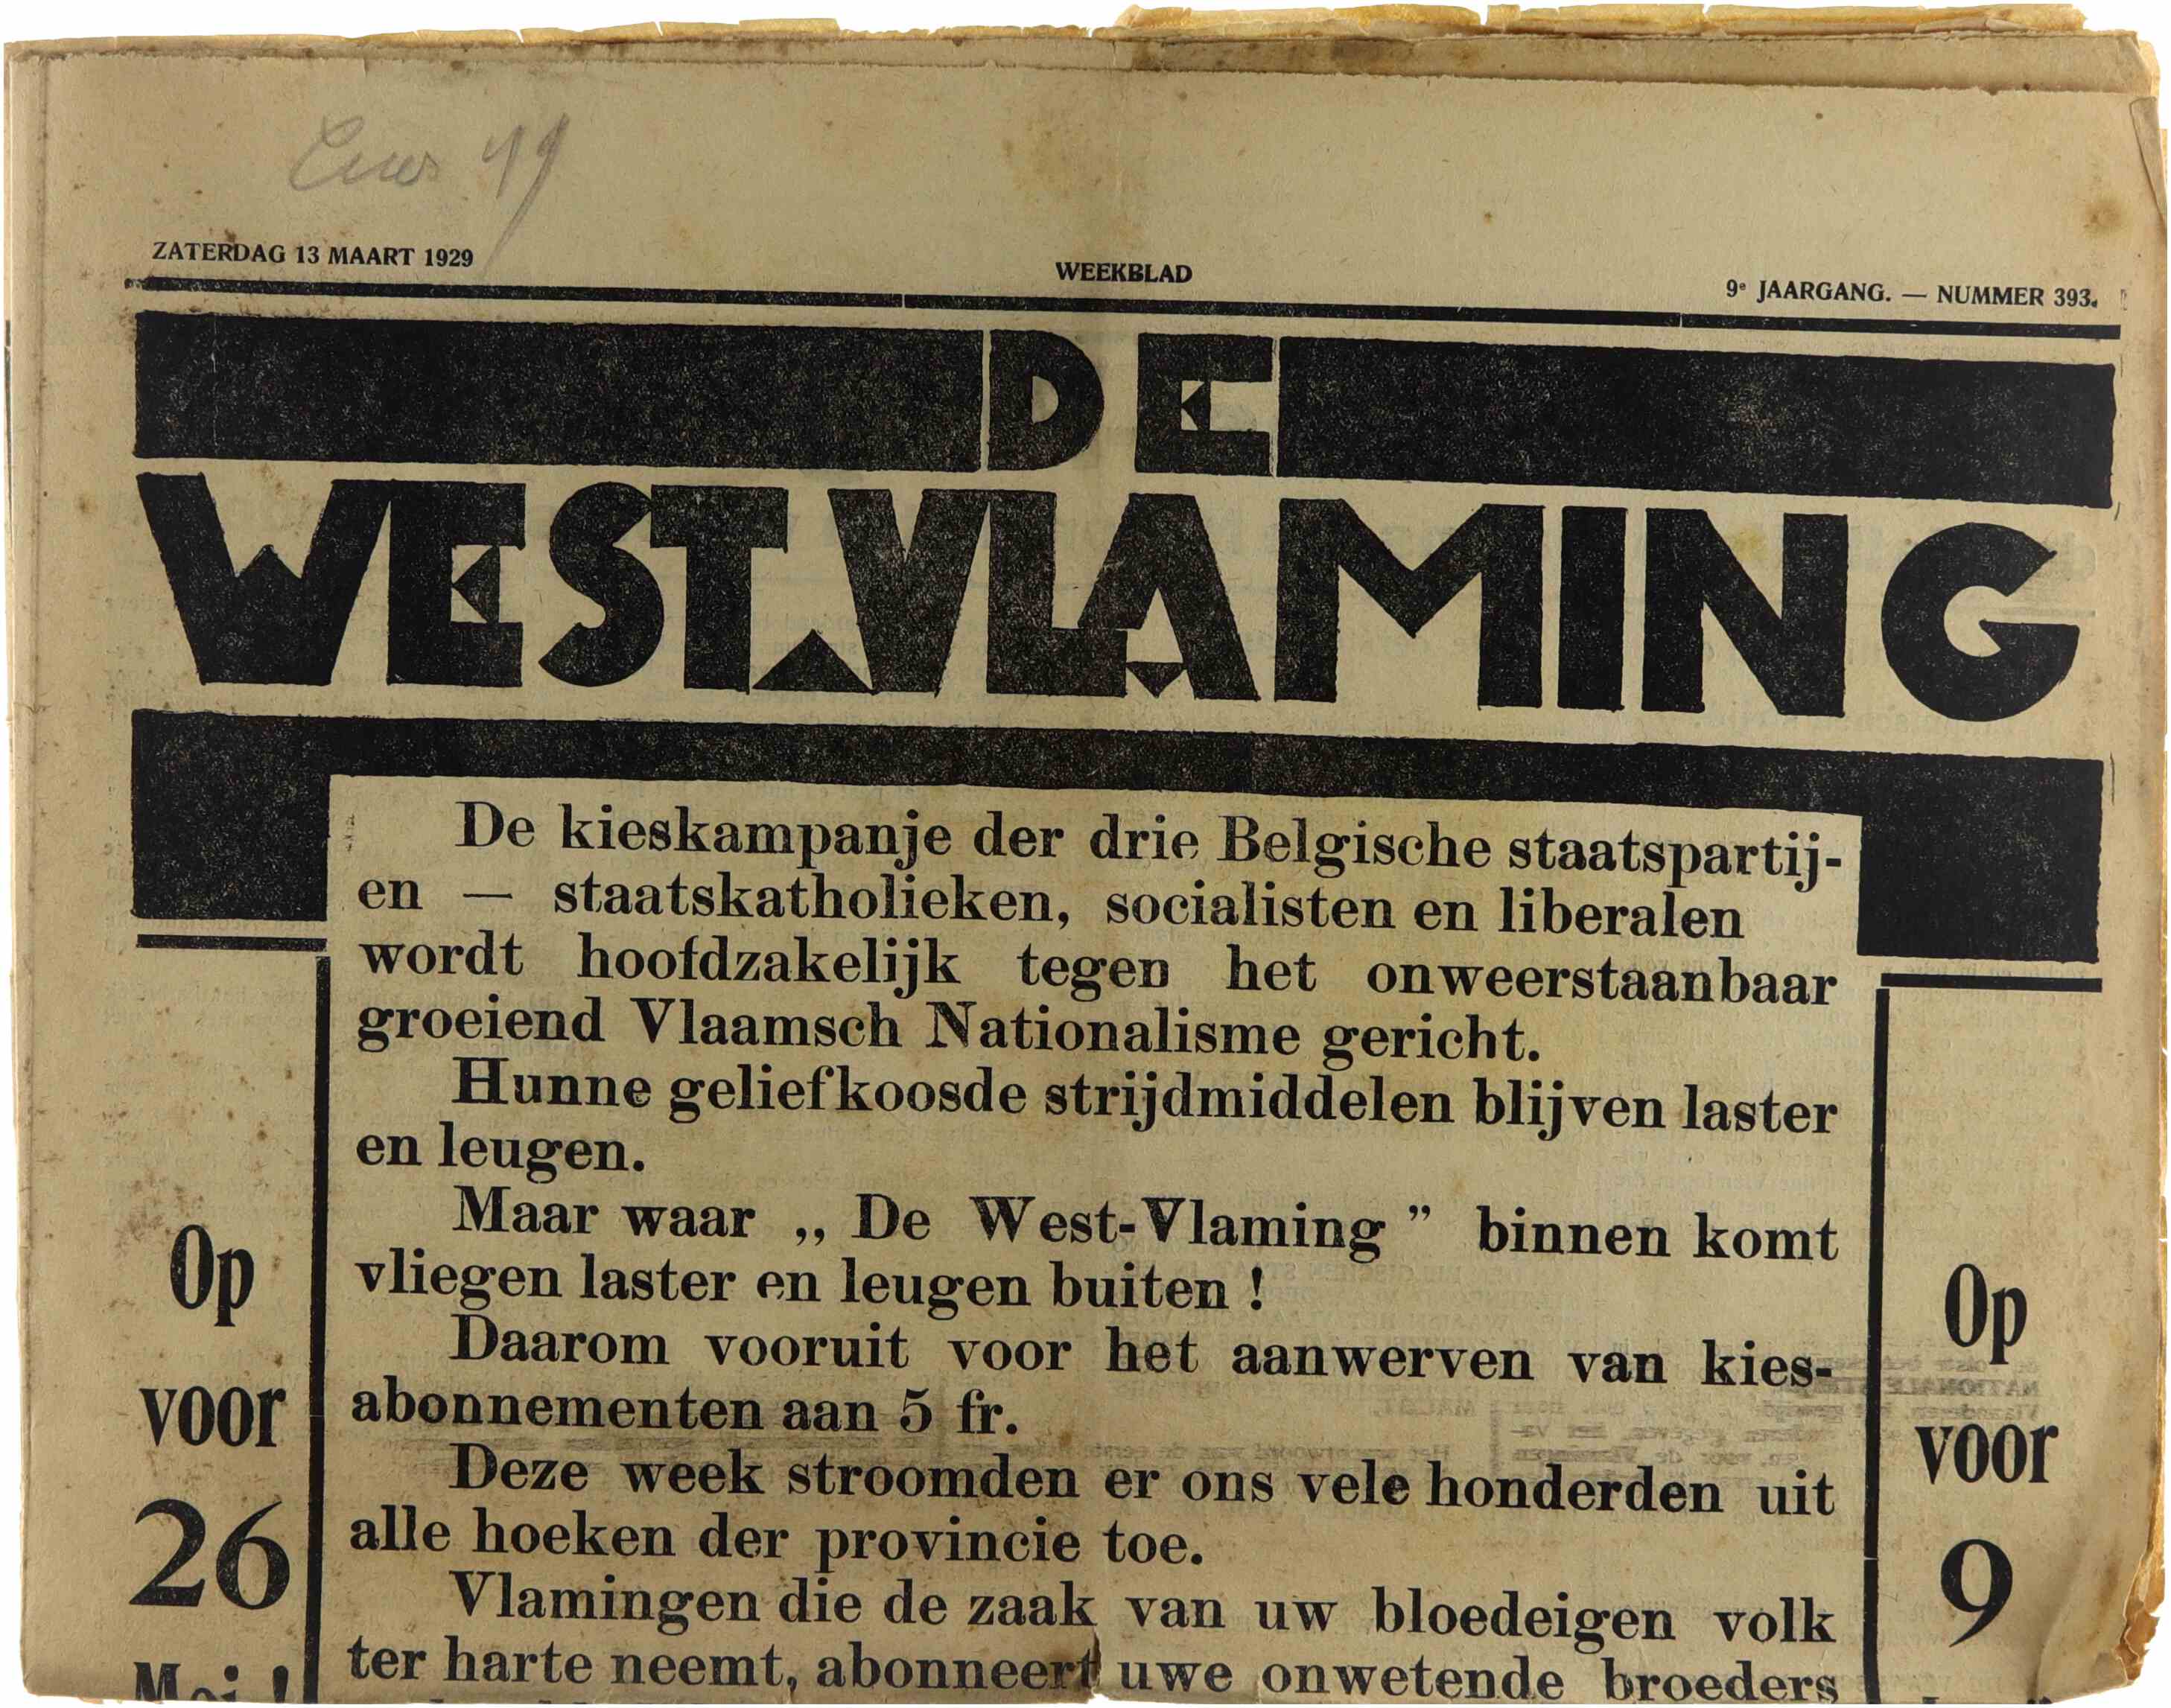 ZATERDAG 13 MAART 1929
WEEKBLAD
9e JAARGANG. — NUMMER 393.
DE
WEST-VLAMING
De kieskampanje der drie Belgische staatspartij-
en — staatskatholieken, socialisten en liberalen
wordt hoofdzakelijk tegen het onweerstaanbaar
groeiend Vlaamsch Nationalisme gericht.
Hunne geliefkoosde strijdmiddelen blijven laster
en leugen.
Maar waar „ De West-Vlaming ” binnen komt
vliegen laster en leugen buiten !
Daarom vooruit voor het aanwerven van kies-
abonnementen aan 5 fr.
Deze week stroomden er ons vele honderden uit
alle hoeken der provincie toe.
Vlamingen die de zaak van uw bloedeigen volk
ter harte neemt, abonneert uwe onwetende broeders
Op
voor
26
Mei !
Op
voor
9